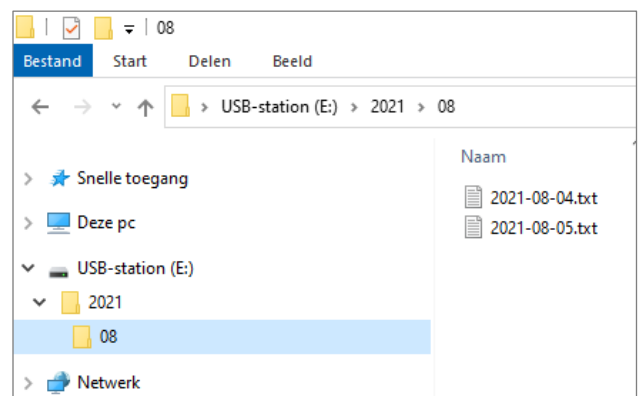 08
Bestand Start Delen Beeld
USB-station (E:) > 2021 > 08
Naam
Snelle toegang
2021-08-04.txt
Deze pc
2021-08-05.txt
USB-station (E:)
2021
08
Netwerk